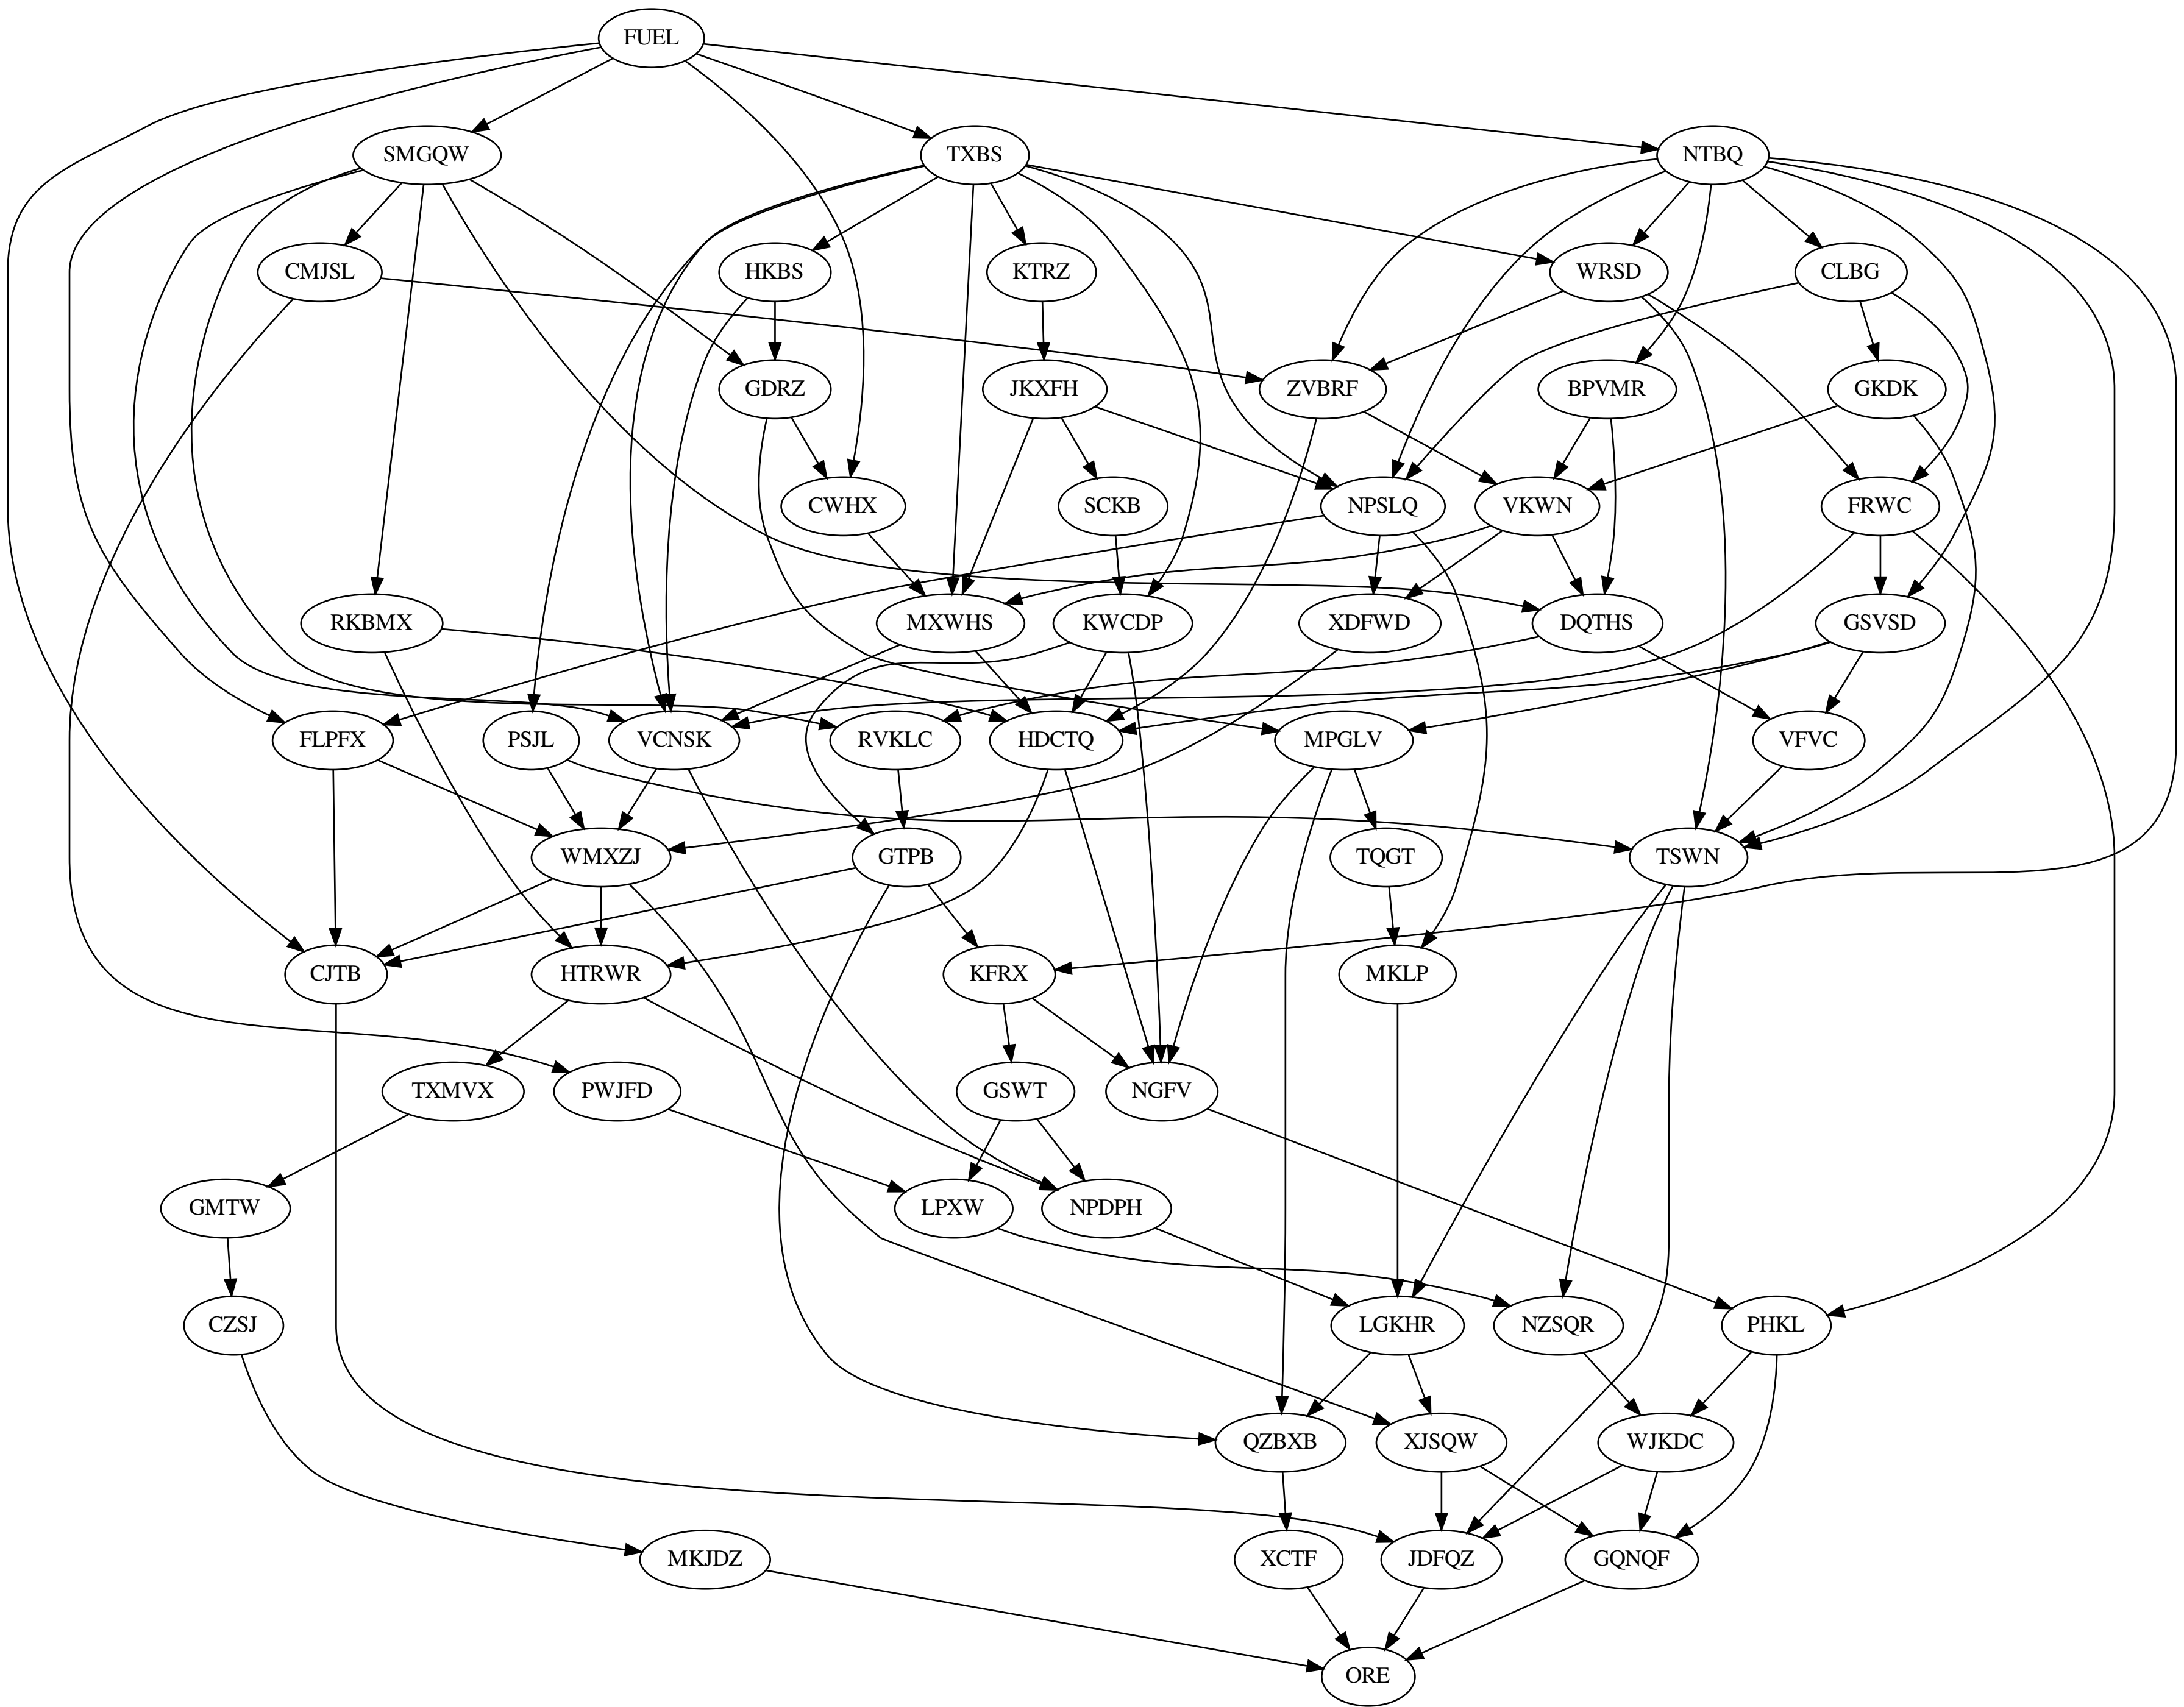 FUEL
SMGQW TXBS NTBQ
CMJSL HKBS KTRZ WRSD CLBG
GDRZ JKXFH ZVBRF BPVMR GKDK
CWHX SCKB NPSLQ VKWN FRWC
RKBMX MXWHS KWCDP XDFWD DQTHS GSVSD
FLPFX PSJL VCNSK RVKLC HDCTQ MPGLV VFVC
WMXZJ GTPB TQGT TSWN
CJTB HTRWR KFRX MKLP
TXMVX PWJFD GSWT NGFV
GMTW LPXW NPDPH
CZSJ LGKHR NZSQR PHKL
QZBXB XJSQW WJKDC
MKJDZ XCTF JDFQZ GQNQF
ORE